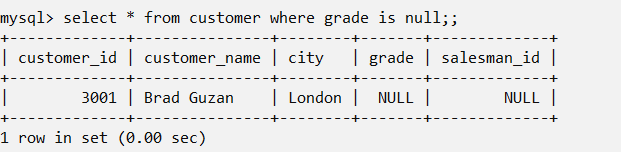 mysql> select * from customer where grade is null;;
+-------------+---------------+--------+-------+-------------+
| customer_id | customer_name | city   | grade | salesman_id |
+-------------+---------------+--------+-------+-------------+
|        3001 | Brad Guzan    | London |  NULL |        NULL |
+-------------+---------------+--------+-------+-------------+
1 row in set (0.00 sec)